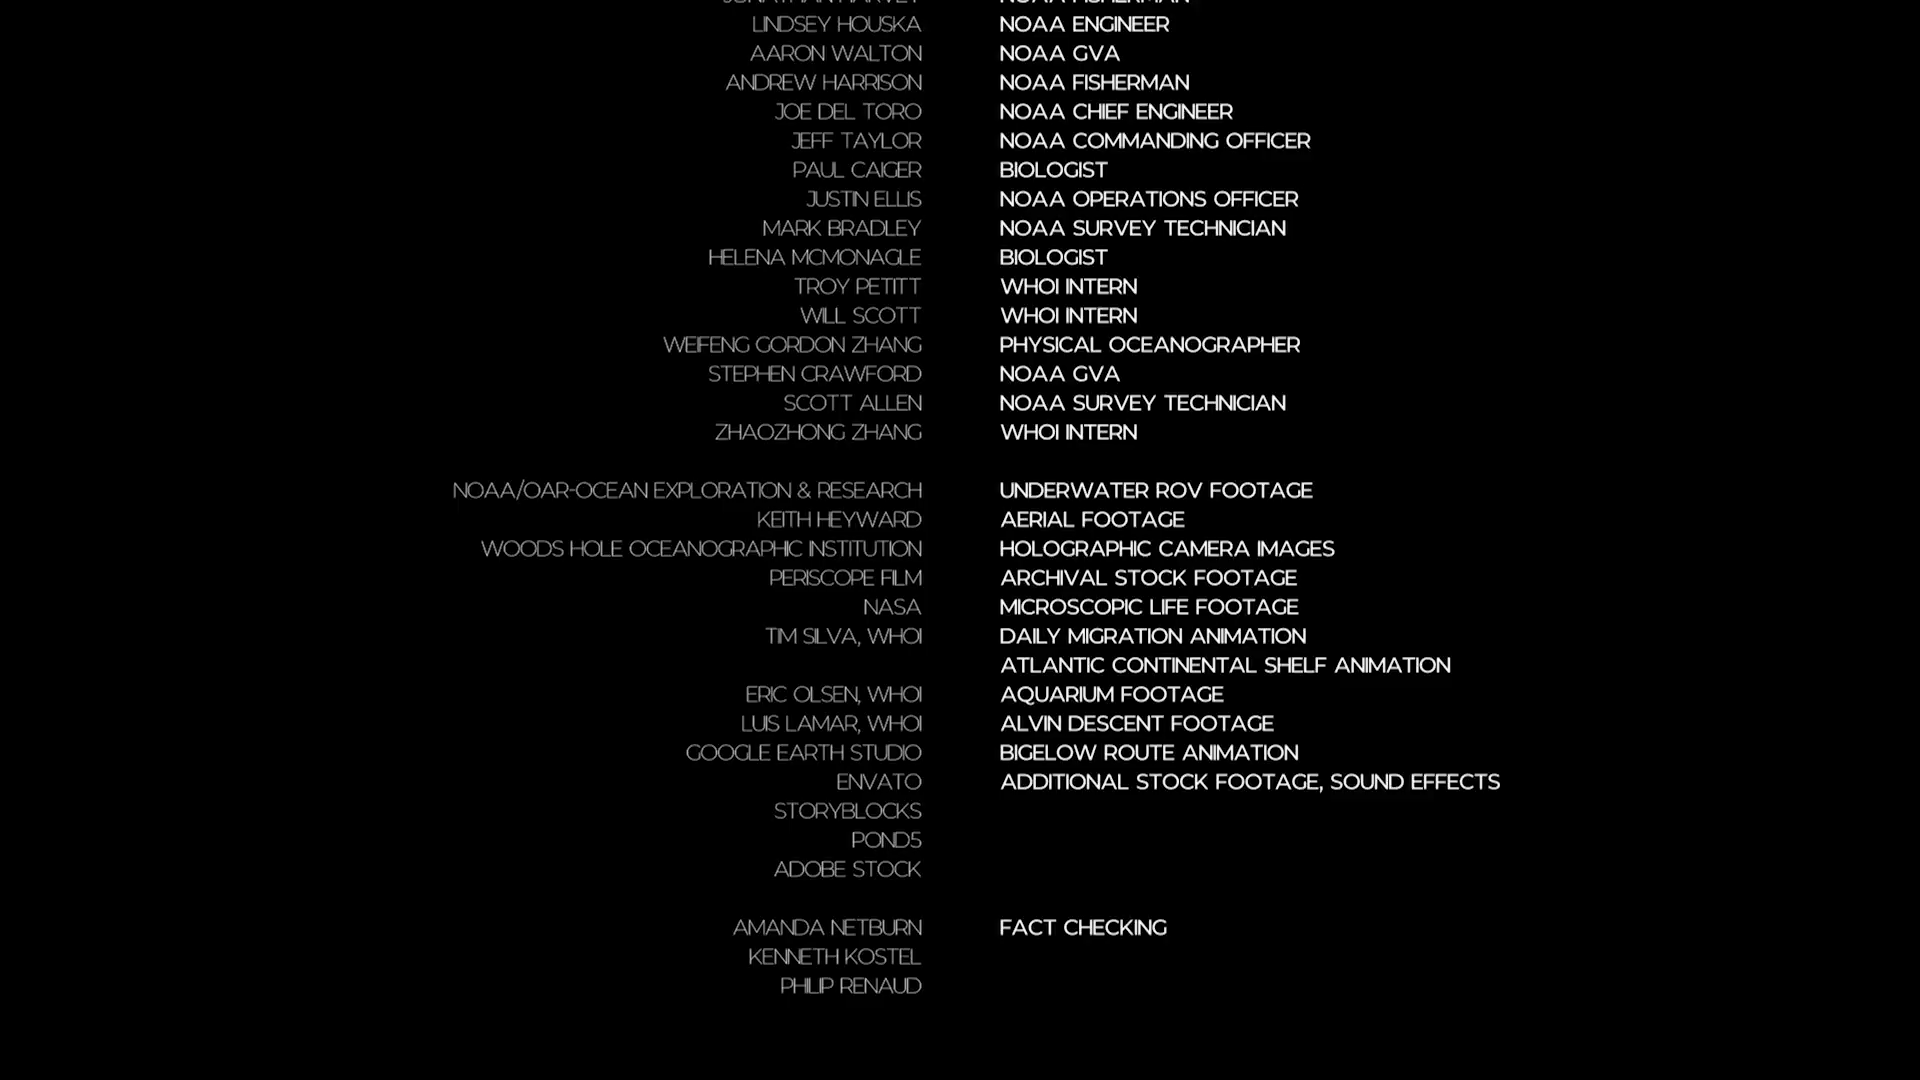 LINDSEY HOUSKA NOAA ENGINEER
AARON WALTON NOAA GVA
ANDREW HARRISON NOAA FISHERMAN
JOE DEL TORO NOAA CHIEF ENGINEER
JEFF TAYLOR NOAA COMMANDING OFFICER
PAUL CAIGER BIOLOGIST
JUSTIN ELLIS NOAA OPERATIONS OFFICER
MARK BRADLEY NOAA SURVEY TECHNICIAN
HELENA MCMONAGLE BIOLOGIST
TROY PETITT WHOI INTERN
WILL SCOTT WHOI INTERN
WEIFENG GORDON ZHANG PHYSICAL OCEANOGRAPHER
STEPHEN CRAWFORD NOAA GVA
SCOTT ALLEN NOAA SURVEY TECHNICIAN
ZHAOZHONG ZHANG WHOI INTERN
NOAA/OAR-OCEAN EXPLORATION & RESEARCH UNDERWATER ROV FOOTAGE
KEITH HEYWARD AERIAL FOOTAGE
WOODS HOLE OCEANOGRAPHIC INSTITUTION HOLOGRAPHIC CAMERA IMAGES
PERISCOPE FILM ARCHIVAL STOCK FOOTAGE
NASA MICROSCOPIC LIFE FOOTAGE
TIM SILVA, WHOI DAILY MIGRATION ANIMATION
ATLANTIC CONTINENTAL SHELF ANIMATION
ERIC OLSEN, WHOI AQUARIUM FOOTAGE
LUIS LAMAR, WHOI ALVIN DESCENT FOOTAGE
GOOGLE EARTH STUDIO BIGELOW ROUTE ANIMATION
ENVATO ADDITIONAL STOCK FOOTAGE, SOUND EFFECTS
STORYBLOCKS
POND5
ADOBE STOCK
AMANDA NETBURN FACT CHECKING
KENNETH KOSTEL
PHILIP RENAUD